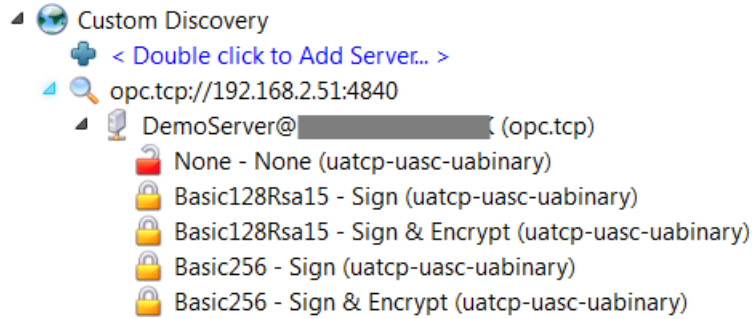 Custom Discovery
< Double click to Add Server... >
opc.tcp://192.168.2.51:4840
DemoServer@ (opc.tcp)
None - None (uatcp-uasc-uabinary)
Basic128Rsa15 - Sign (uatcp-uasc-uabinary)
Basic128Rsa15 - Sign & Encrypt (uatcp-uasc-uabinary)
Basic256 - Sign (uatcp-uasc-uabinary)
Basic256 - Sign & Encrypt (uatcp-uasc-uabinary)